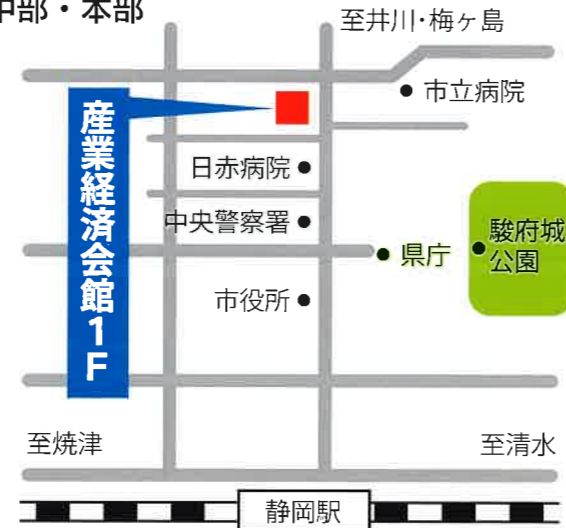 中部・本部
至井川・梅ヶ島
市立病院
産業経済会館1F
日赤病院
中央警察署
県庁
駿府城
公園
市役所
至焼津
至清水
静岡駅